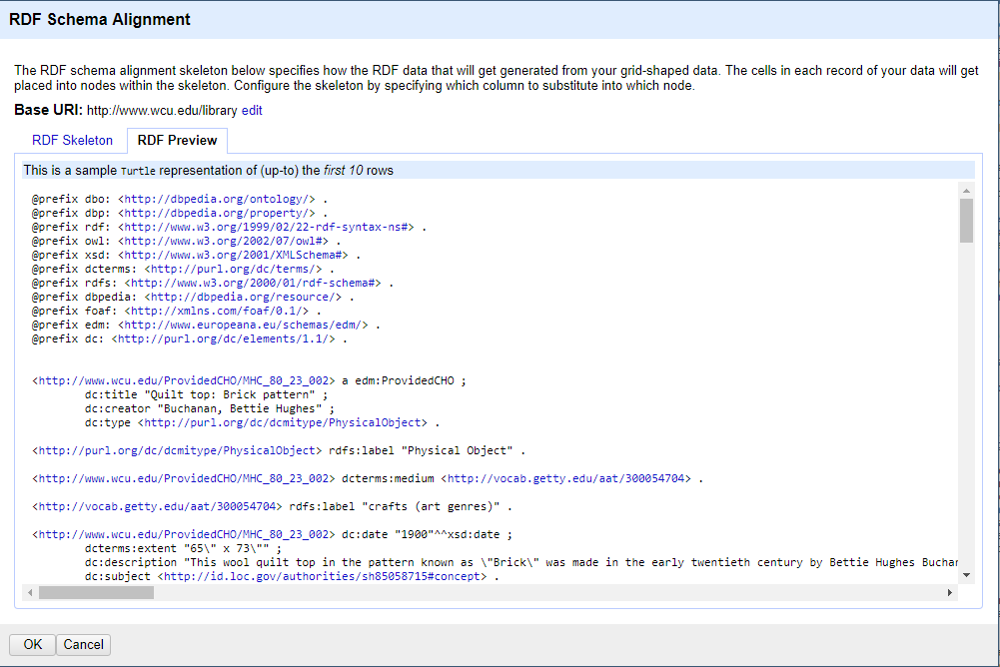 RDF Schema Alignment
The RDF schema alignment skeleton below specifies how the RDF data that will get generated from your grid-shaped data. The cells in each record of your data will get
placed into nodes within the skeleton. Configure the skeleton by specifying which column to substitute into which node.
Base URI: http://www.wcu.edu/library edit
RDF Skeleton RDF Preview
This is a sample Turtle representation of (up-to) the first 10 rows
@prefix dbo: <http://dbpedia.org/ontology/> .
@prefix dbp: <http://dbpedia.org/property/> .
@prefix rdf: <http://www.w3.org/1999/02/22-rdf-syntax-ns#> .
@prefix owl: <http://www.w3.org/2002/07/owl#> .
@prefix xsd: <http://www.w3.org/2001/XMLSchema#> .
@prefix dcterms: <http://purl.org/dc/terms/> .
@prefix rdfs: <http://www.w3.org/2000/01/rdf-schema#> .
@prefix dbpedia: <http://dbpedia.org/resource/> .
@prefix foaf: <http://xmlns.com/foaf/0.1/> .
@prefix edm: <http://www.europeana.eu/schemas/edm/> .
@prefix dc: <http://purl.org/dc/elements/1.1/> .
<http://www.wcu.edu/ProvidedCHO/MHC_80_23_002> a edm:ProvidedCHO ;
dc:title "Quilt top: Brick pattern" ;
dc:creator "Buchanan, Bettie Hughes" ;
dc:type <http://purl.org/dc/dcmitype/PhysicalObject> .
<http://purl.org/dc/dcmitype/PhysicalObject> rdfs:label "Physical Object" .
<http://www.wcu.edu/ProvidedCHO/MHC_80_23_002> dcterms:medium <http://vocab.getty.edu/aat/300054704> .
<http://vocab.getty.edu/aat/300054704> rdfs:label "crafts (art genres)" .
<http://www.wcu.edu/ProvidedCHO/MHC_80_23_002> dc:date "1900"^^xsd:date ;
dcterms:extent "65\" x 73\"" ;
dc:description "This wool quilt top in the pattern known as \"Brick\" was made in the early twentieth century by Bettie Hughes Buchan
dc:subject <http://id.loc.gov/authorities/sh85058715#concept> .
OK Cancel